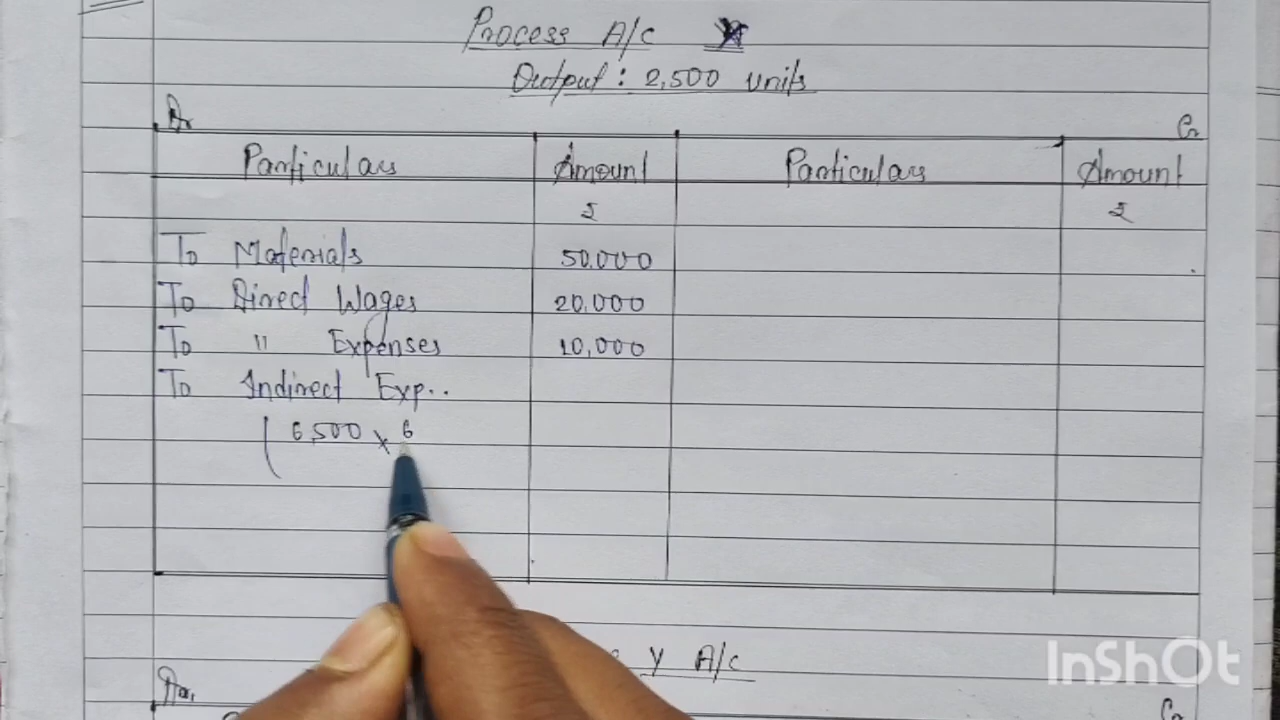 Process A/c
Output : 2,500 units
Dr Cr
Particulars Amount Particulars Amount
₹ ₹
To Materials 50,000
To Direct Wages 20,000
To " Expenses 10,000
To Indirect Exp..
(6,500 × 6
Y A/c
Dr. Cr
InShOt